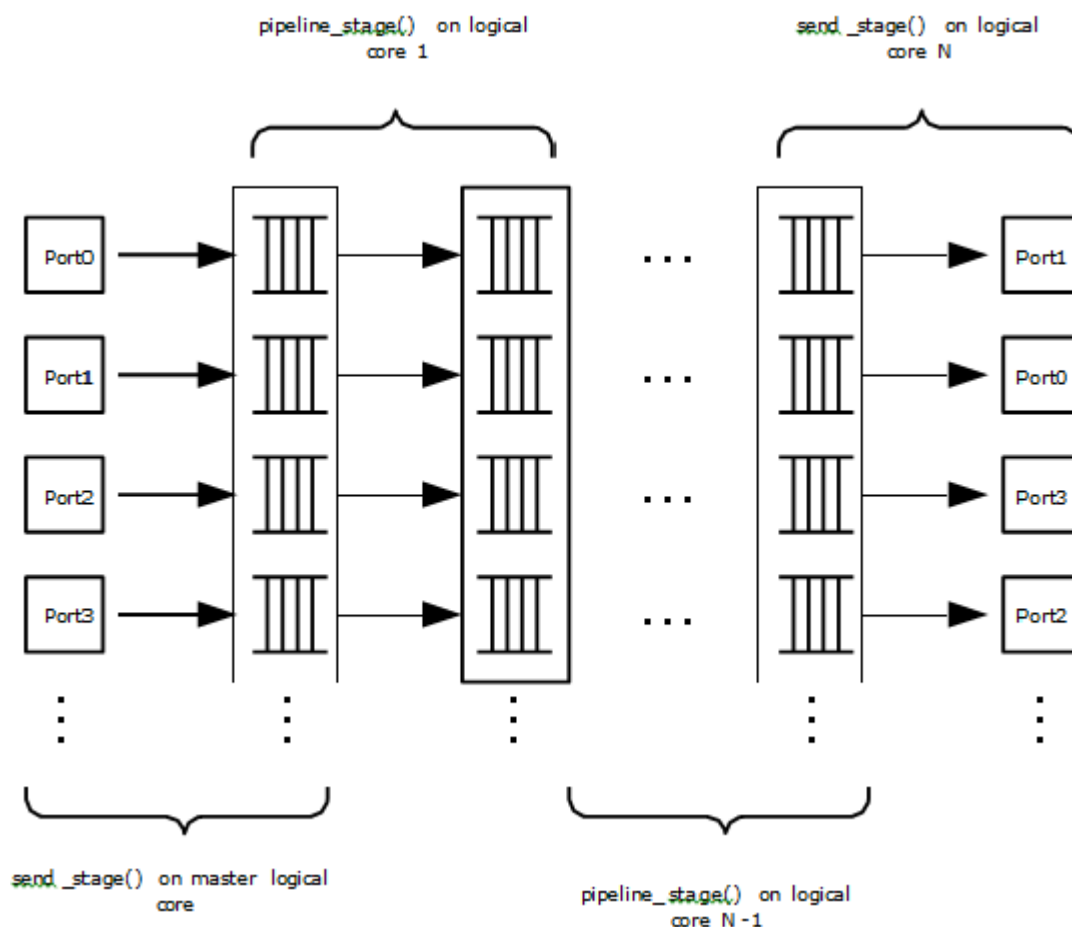 pipeline_stage() on logical
core 1
send _stage() on logical
core N
Port0
Port1
Port1
Port0
Port2
Port3
Port3
Port2
send _stage() on master logical
core
pipeline_stage() on logical
core N-1